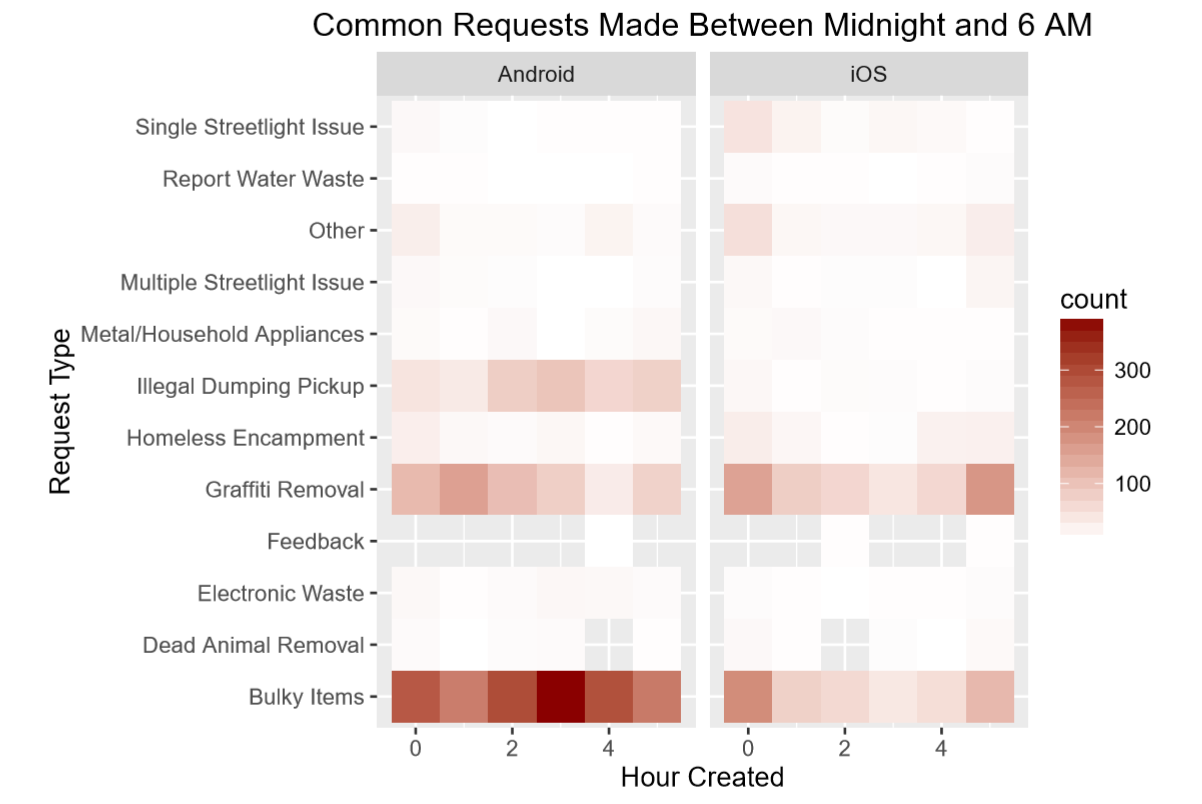 Common Requests Made Between Midnight and 6 AM
Android
iOS
Single Streetlight Issue
Report Water Waste
Other
Multiple Streetlight Issue
Metal/Household Appliances
Illegal Dumping Pickup
Homeless Encampment
Graffiti Removal
Feedback
Electronic Waste
Dead Animal Removal
Bulky Items
Request Type
0 2 4
0 2 4
Hour Created
count
300
200
100